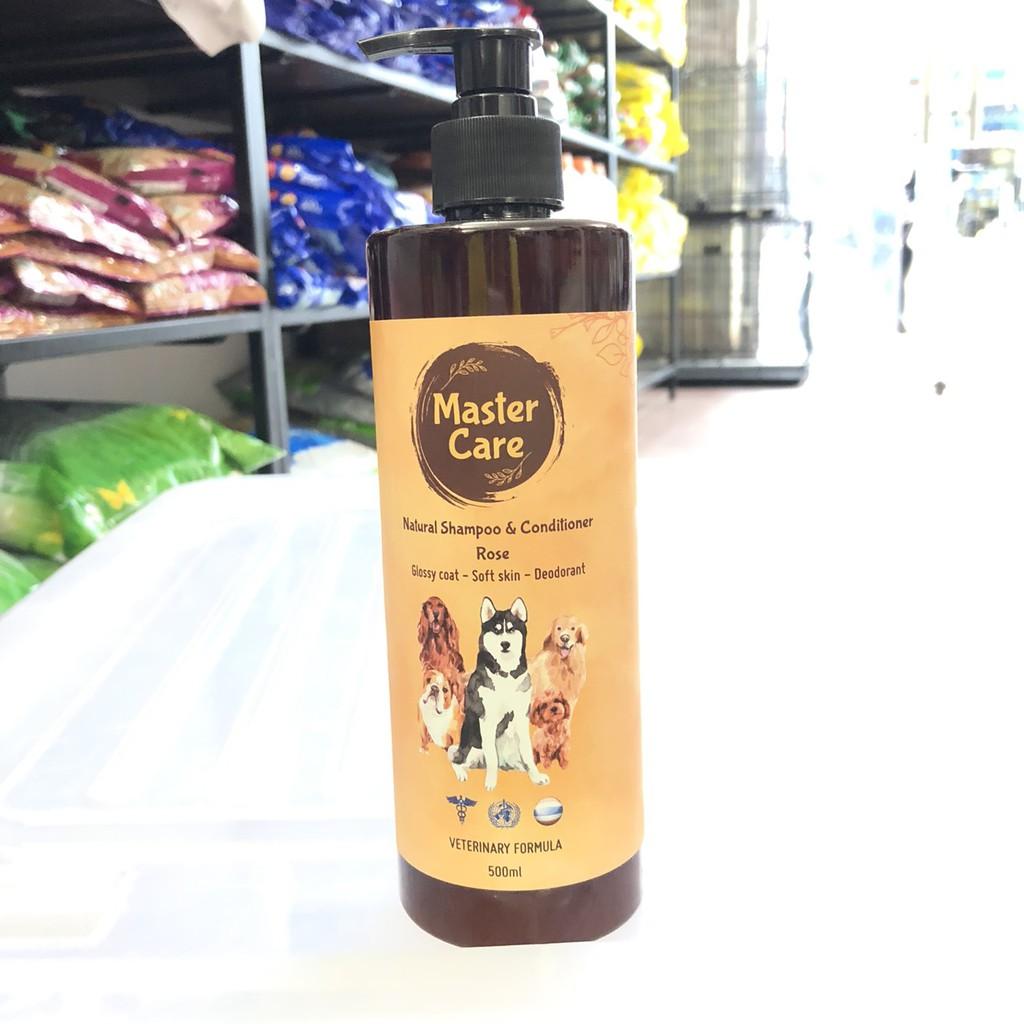 Master
Care
Natural Shampoo & Conditioner
Rose
Glossy coat - Soft skin - Deodorant
VETERINARY FORMULA
500ml